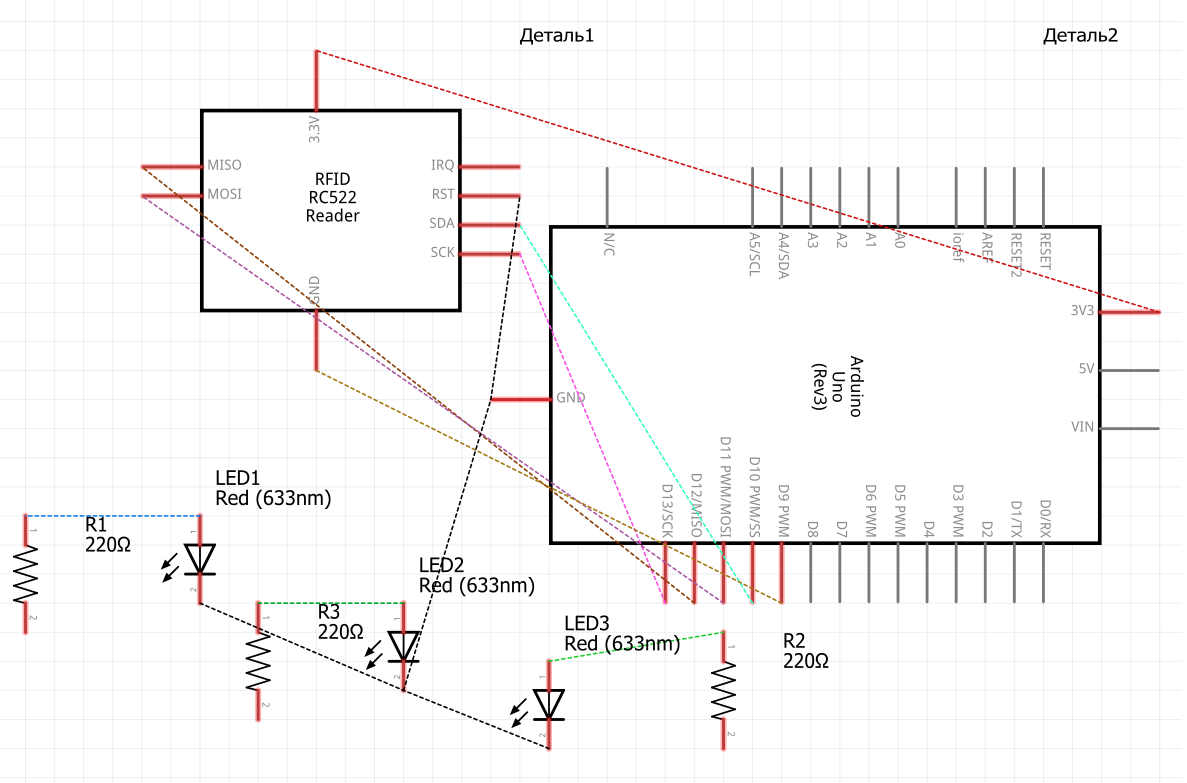 Деталь1
Деталь2
3.3V
MISO
MOSI
RFID
RC522
Reader
IRQ
RST
SDA
SCK
GND
N/C
A5/SCL
A4/SDA
A3
A2
A1
A0
ioref
AREF
RESET2
RESET
3V3
5V
VIN
GND
Arduino
Uno
(Rev3)
D13/SCK
D12/MISO
D11 PWM/MOSI
D10 PWM/SS
D9 PWM
D8
D7
D6 PWM
D5 PWM
D4
D3 PWM
D2
D1/TX
D0/RX
LED1
Red (633nm)
R1
220Ω
1
2
1
2
LED2
Red (633nm)
R3
220Ω
1
2
1
2
LED3
Red (633nm)
1
2
R2
220Ω
1
2